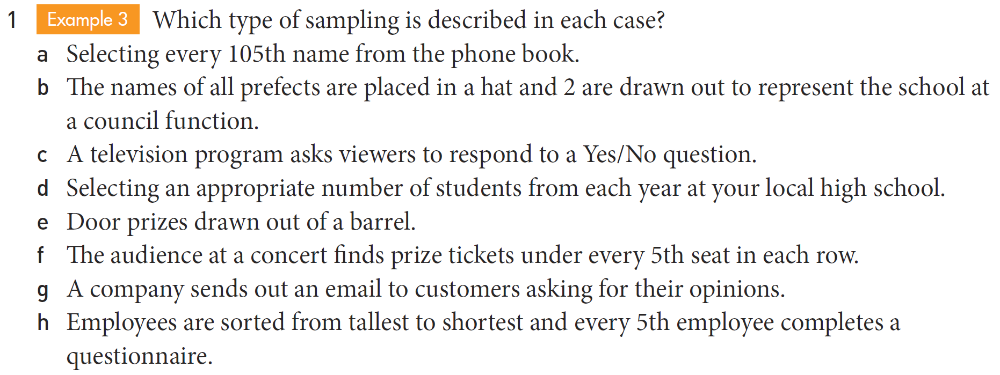 1 Example 3 Which type of sampling is described in each case?
a Selecting every 105th name from the phone book.
b The names of all prefects are placed in a hat and 2 are drawn out to represent the school at
a council function.
c A television program asks viewers to respond to a Yes/No question.
d Selecting an appropriate number of students from each year at your local high school.
e Door prizes drawn out of a barrel.
f The audience at a concert finds prize tickets under every 5th seat in each row.
g A company sends out an email to customers asking for their opinions.
h Employees are sorted from tallest to shortest and every 5th employee completes a
questionnaire.